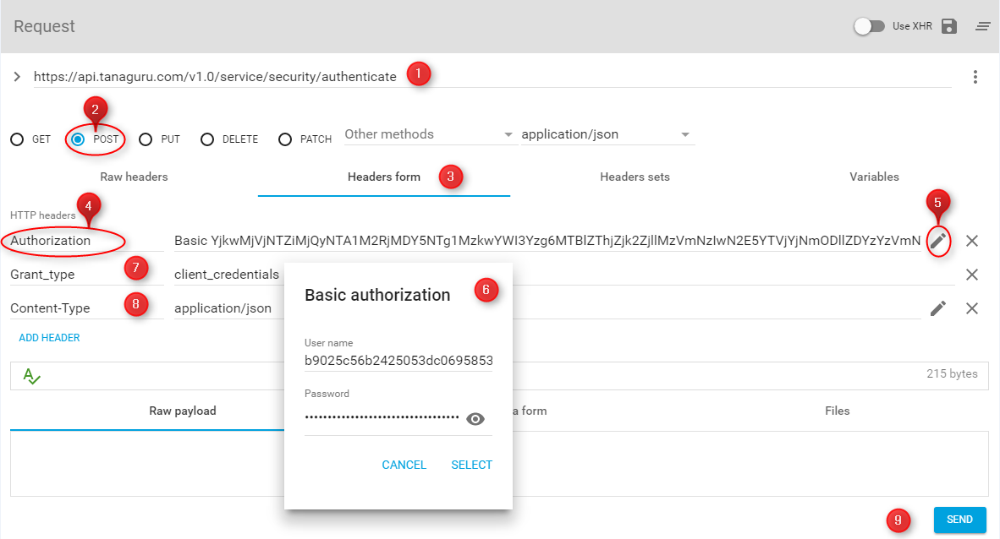 Request
Use XHR
https://api.tanaguru.com/v1.0/service/security/authenticate
1
2
GET
POST
PUT
DELETE
PATCH
Other methods
application/json
Raw headers
Headers form
3
Headers sets
Variables
HTTP headers
4
5
Authorization
Basic YjkwMjVjNTZiMjQyNTA1M2RjMDY5NTg1MzkwYWI3Yzg6MTBlZThjZjk2ZjllMzVmNzIwN2E5YTVjYjNmODllZDYzYzVmN
Grant_type
7
client_credentials
Content-Type
8
application/json
Basic authorization
6
User name
b9025c56b2425053dc0695853
Password
••••••••••••••••••••••••••••••••••
CANCEL
SELECT
ADD HEADER
A
215 bytes
Raw payload
a form
Files
9
SEND